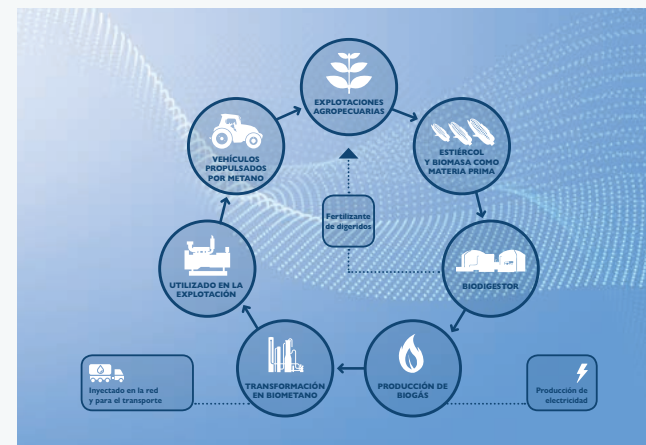 EXPLOTACIONES
AGROPECUARIAS
ESTIÉRCOL
Y BIOMASA COMO
MATERIA PRIMA
BIODIGESTOR
PRODUCCIÓN DE
BIOGÁS
TRANSFORMACIÓN
EN BIOMETANO
UTILIZADO EN LA
EXPLOTACIÓN
VEHÍCULOS
PROPULSADOS
POR METANO
Fertilizante
de digeridos
Inyectado en la red
y para el transporte
Producción de
electricidad